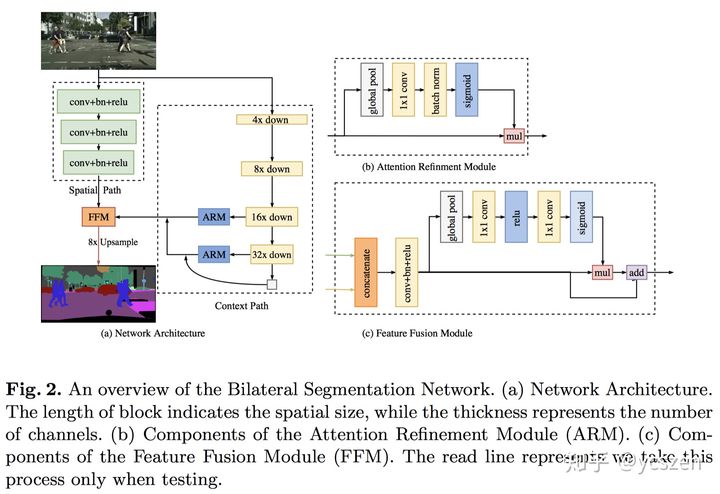 conv+bn+relu
conv+bn+relu
conv+bn+relu
Spatial Path
FFM
8x Upsample
4x down
8x down
ARM
16x down
ARM
32x down
Context Path
(a) Network Architecture
global pool
1x1 conv
batch norm
sigmoid
mul
(b) Attention Refinment Module
concatenate
conv+bn+relu
global pool
1x1 conv
relu
1x1 conv
sigmoid
mul
add
(c) Feature Fusion Module
Fig. 2. An overview of the Bilateral Segmentation Network. (a) Network Architecture.
The length of block indicates the spatial size, while the thickness represents the number
of channels. (b) Components of the Attention Refinement Module (ARM). (c) Com-
ponents of the Feature Fusion Module (FFM). The read line represents we take this
process only when testing.
知乎 @ycszen